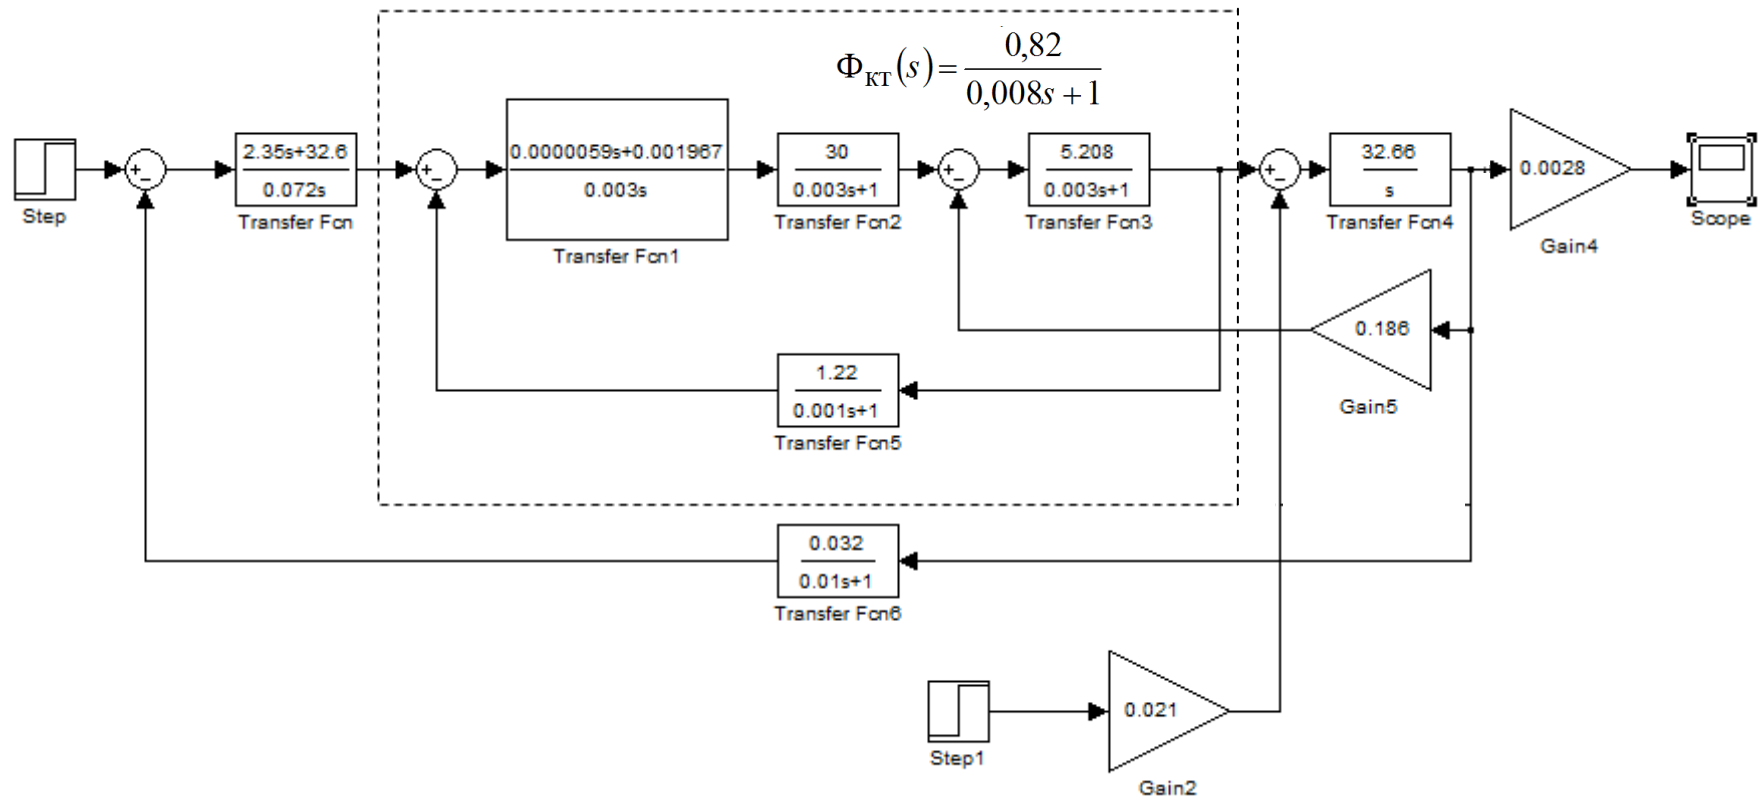 Φкт(s)=0,82/0,008s+1
Step
+
−
2.35s+32.6
0.072s
Transfer Fcn
+
−
0.0000059s+0.001967
0.003s
Transfer Fcn1
30
0.003s+1
Transfer Fcn2
+
−
5.208
0.003s+1
Transfer Fcn3
+
−
32.66
s
Transfer Fcn4
0.0028
Gain4
Scope
0.186
Gain5
1.22
0.001s+1
Transfer Fcn5
0.032
0.01s+1
Transfer Fcn6
Step1
0.021
Gain2